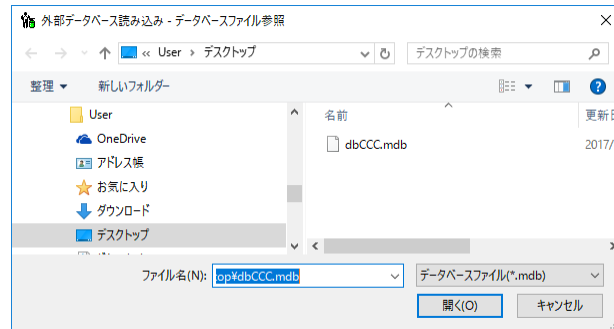 外部データベース読み込み - データベースファイル参照
« User › デスクトップ
デスクトップの検索
整理
新しいフォルダー
User
OneDrive
アドレス帳
お気に入り
ダウンロード
デスクトップ
名前
更新日
dbCCC.mdb
2017/
ファイル名(N):
top¥dbCCC.mdb
データベースファイル(*.mdb)
開く(O)
キャンセル